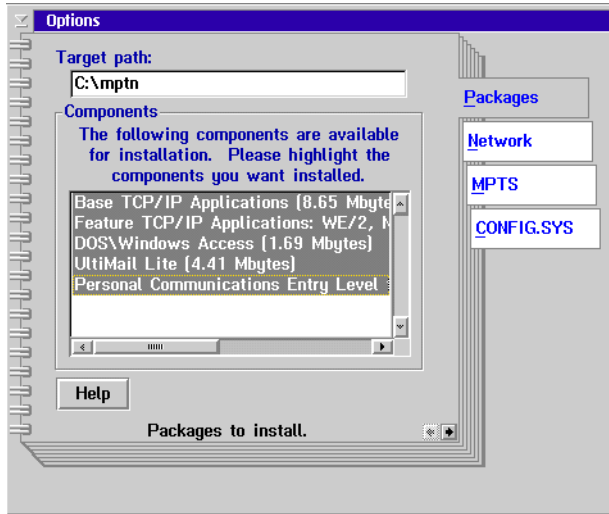 Options
Target path:
C:\mptn
Components
The following components are available
for installation. Please highlight the
components you want installed.
Base TCP/IP Applications (8.65 Mbyte
Feature TCP/IP Applications: WE/2, N
DOS\Windows Access (1.69 Mbytes)
UltiMail Lite (4.41 Mbytes)
Personal Communications Entry Level
Help
Packages to install.
Packages
Network
MPTS
CONFIG.SYS